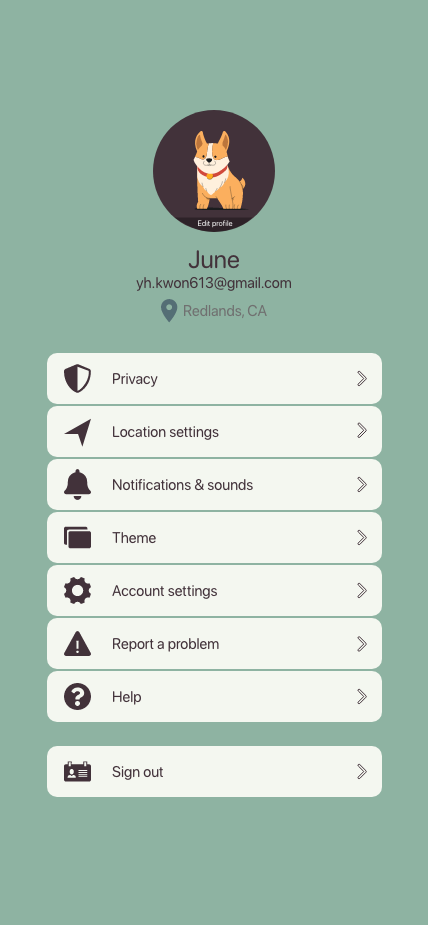 Edit profile
June
yh.kwon613@gmail.com
Redlands, CA
Privacy
Location settings
Notifications & sounds
Theme
Account settings
Report a problem
Help
Sign out